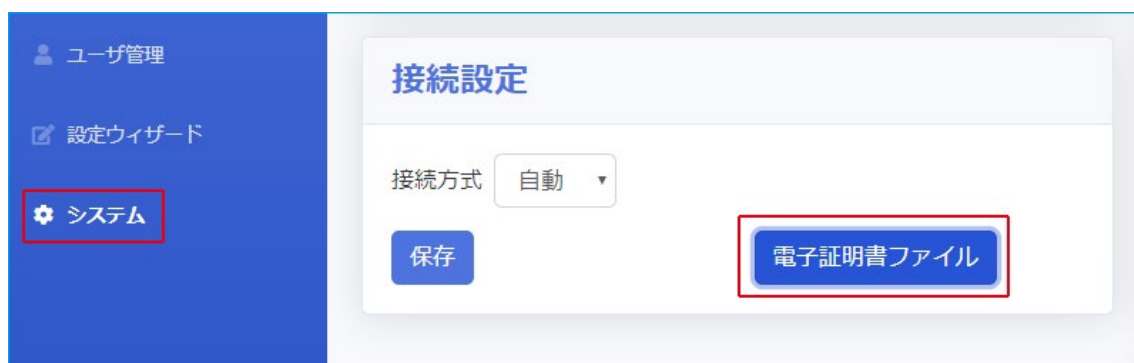 ユーザ管理
設定ウィザード
システム
接続設定
接続方式 自動
保存 電子証明書ファイル